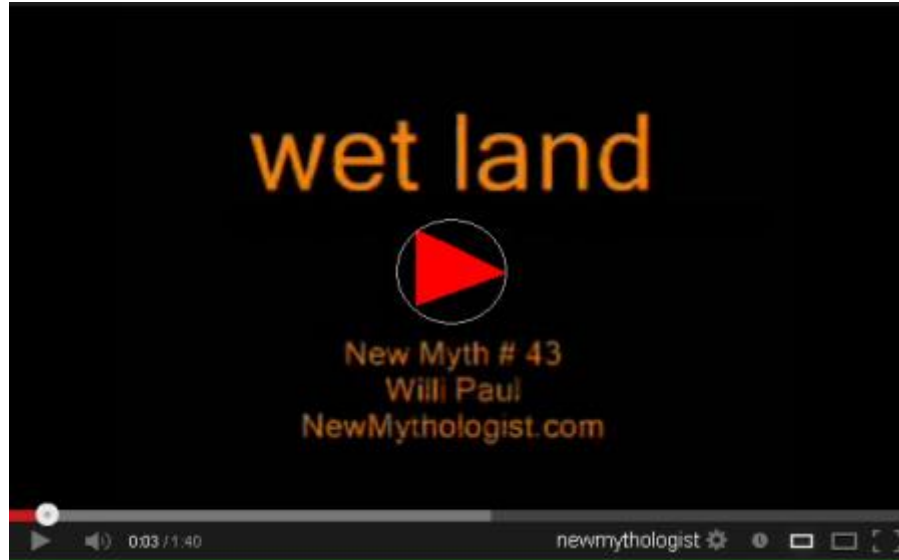 wet land
New Myth # 43
Willi Paul
NewMythologist.com
0:03 / 1:40
newmythologist